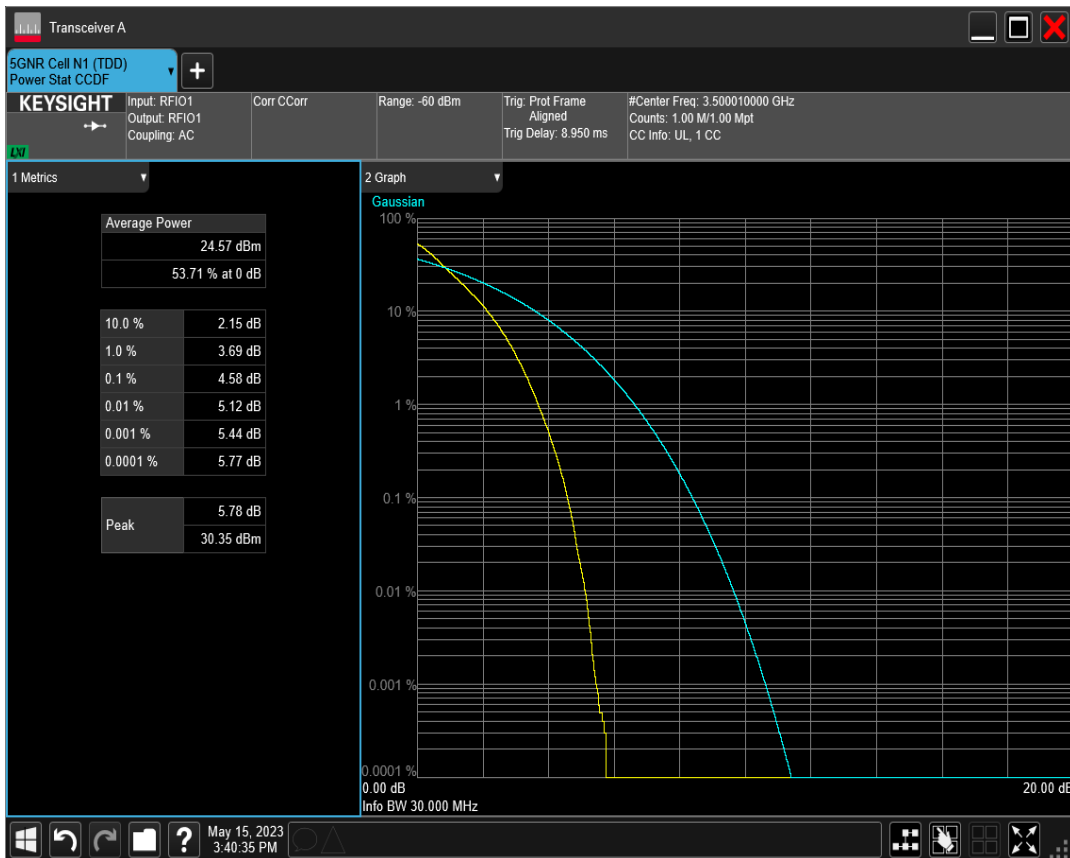 Transceiver A
5GNR Cell N1 (TDD)
Power Stat CCDF
KEYSIGHT
LXI
Input: RFIO1
Output: RFIO1
Coupling: AC
Corr CCorr
Range: -60 dBm
Trig: Prot Frame
Aligned
Trig Delay: 8.950 ms
#Center Freq: 3.500010000 GHz
Counts: 1.00 M/1.00 Mpt
CC Info: UL, 1 CC
1 Metrics
Average Power
24.57 dBm
53.71 % at 0 dB
10.0 % 2.15 dB
1.0 % 3.69 dB
0.1 % 4.58 dB
0.01 % 5.12 dB
0.001 % 5.44 dB
0.0001 % 5.77 dB
Peak 5.78 dB
30.35 dBm
2 Graph
Gaussian
100 %
10 %
1 %
0.1 %
0.01 %
0.001 %
0.0001 %
0.00 dB 20.00 dB
Info BW 30.000 MHz
?
May 15, 2023
3:40:35 PM